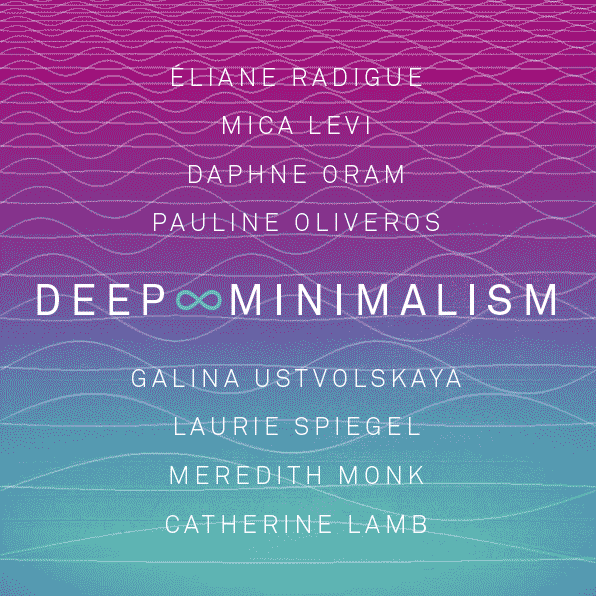 ÉLIANE RADIGUE
MICA LEVI
DAPHNE ORAM
PAULINE OLIVEROS
DEEP∞MINIMALISM
GALINA USTVOLSKAYA
LAURIE SPIEGEL
MEREDITH MONK
CATHERINE LAMB